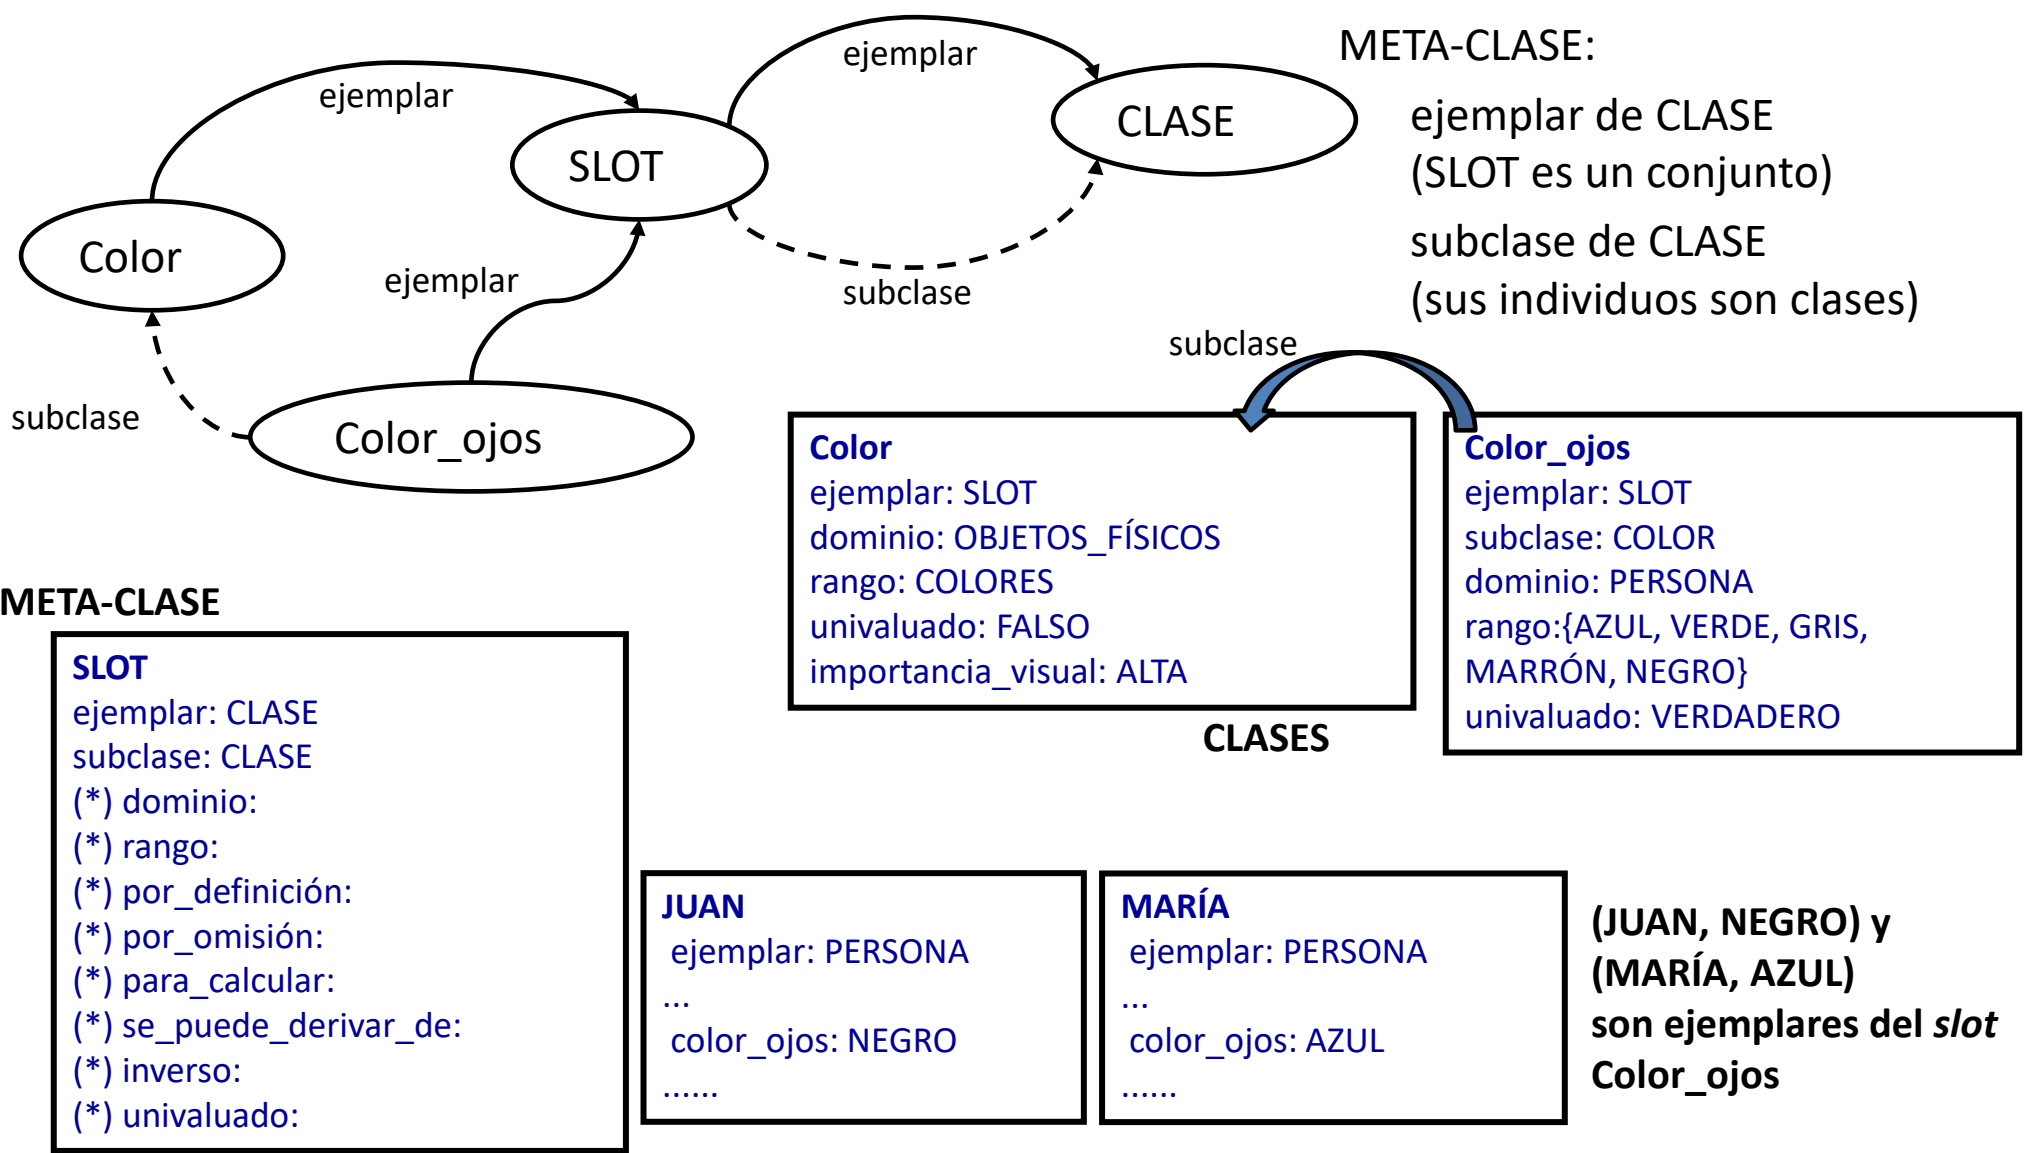 ejemplar
ejemplar
META-CLASE:
CLASE
ejemplar de CLASE
(SLOT es un conjunto)
SLOT
Color
subclase de CLASE
(sus individuos son clases)
ejemplar
subclase
subclase
subclase
Color_ojos
Color
ejemplar: SLOT
dominio: OBJETOS_FÍSICOS
rango: COLORES
univaluado: FALSO
importancia_visual: ALTA
Color_ojos
ejemplar: SLOT
subclase: COLOR
dominio: PERSONA
rango:{AZUL, VERDE, GRIS,
MARRÓN, NEGRO}
univaluado: VERDADERO
CLASES
META-CLASE
SLOT
ejemplar: CLASE
subclase: CLASE
(*) dominio:
(*) rango:
(*) por_definición:
(*) por_omisión:
(*) para_calcular:
(*) se_puede_derivar_de:
(*) inverso:
(*) univaluado:
JUAN
ejemplar: PERSONA
...
color_ojos: NEGRO
......
MARÍA
ejemplar: PERSONA
...
color_ojos: AZUL
......
(JUAN, NEGRO) y
(MARÍA, AZUL)
son ejemplares del slot
Color_ojos